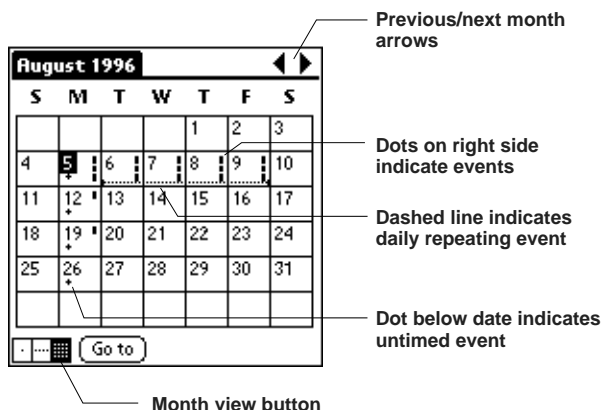 Previous/next month
arrows
August 1996
S M T W T F S
1 2 3
Dots on right side
indicate events
4 5 6 7 8 9 10
11 12 13 14 15 16 17
Dashed line indicates
daily repeating event
18 19 20 21 22 23 24
25 26 27 28 29 30 31
Dot below date indicates
untimed event
Go to
Month view button